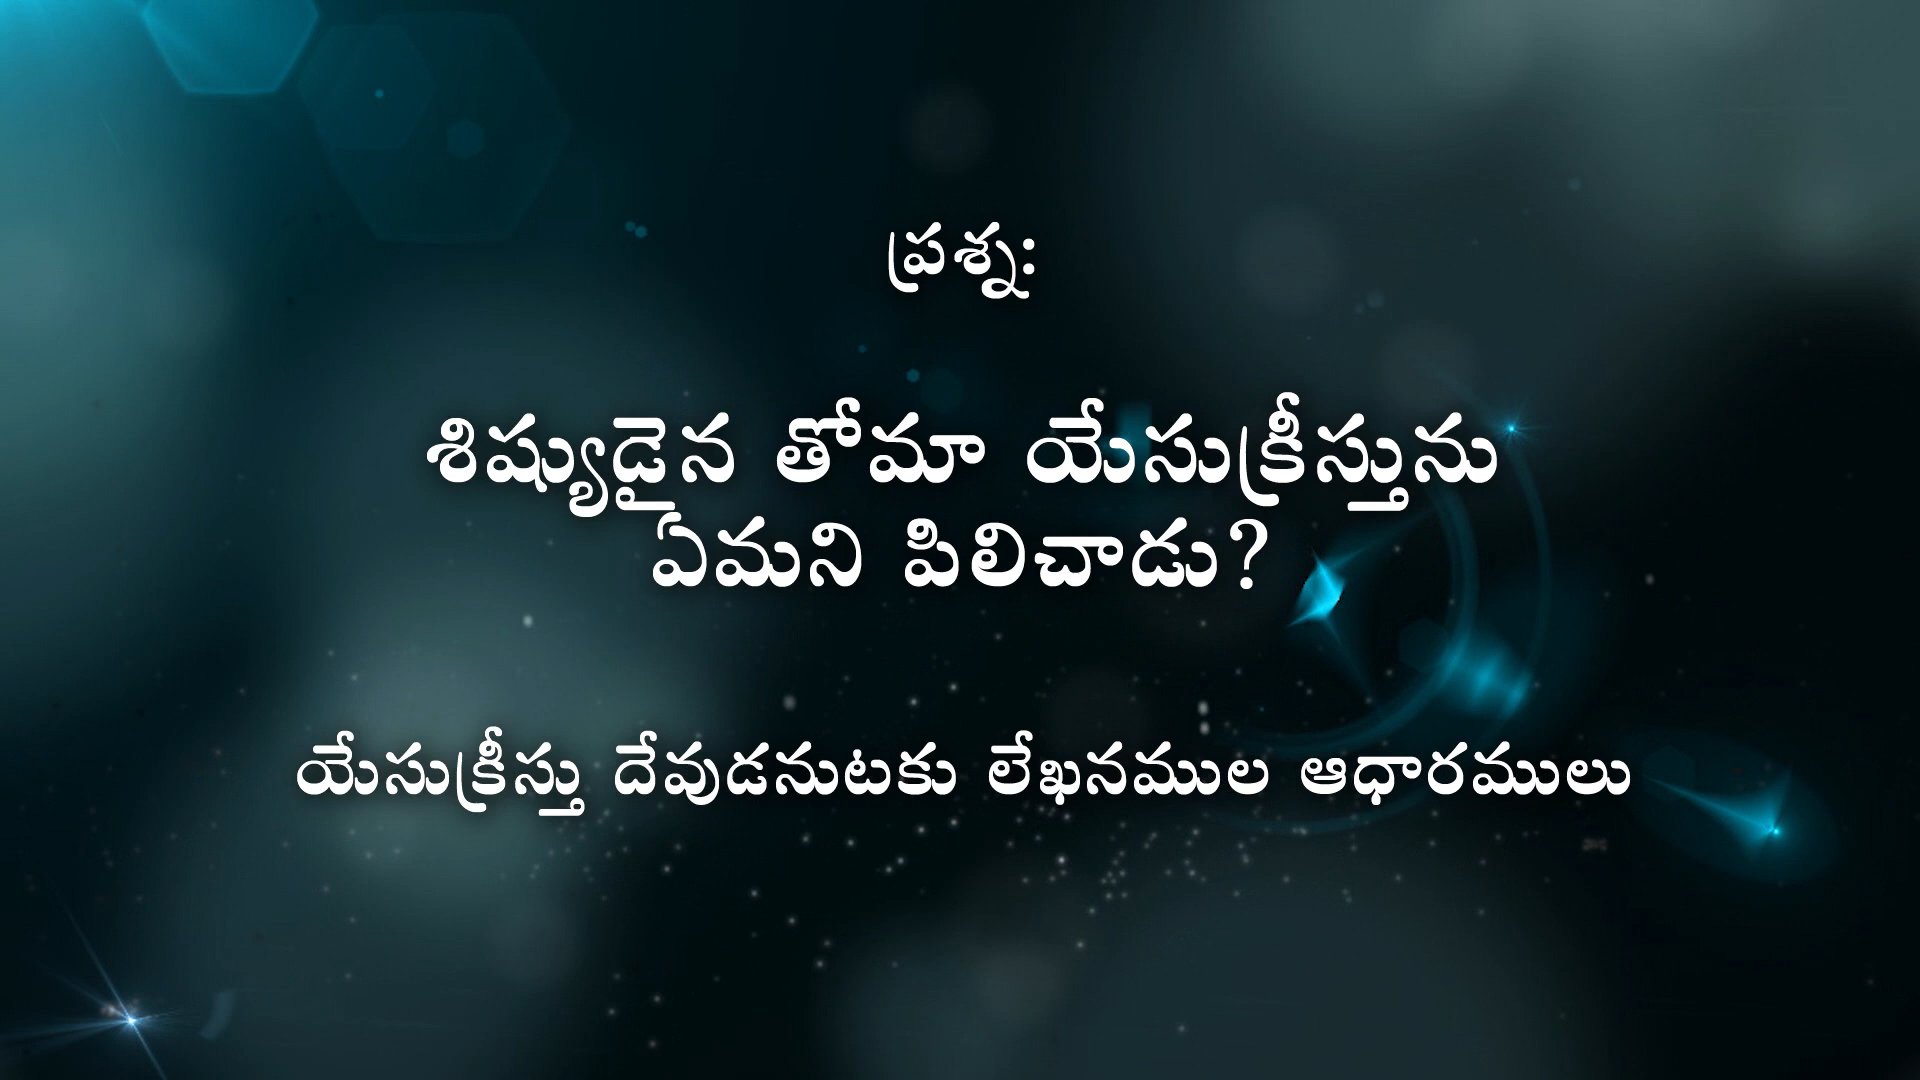 ప్రశ్న:
శిష్యుడైన తోమా యేసుక్రీస్తును
ఏమని పిలిచాడు?
యేసుక్రీస్తు దేవుడనుటకు లేఖనముల ఆధారములు